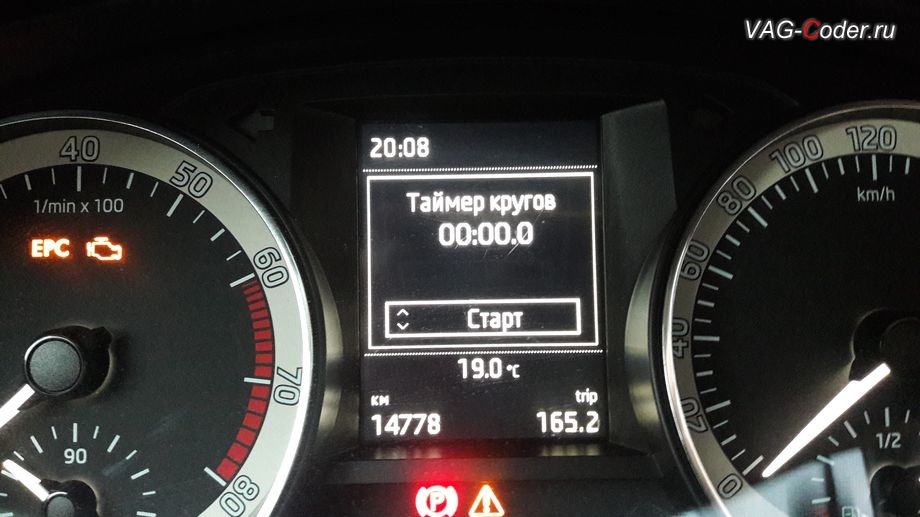 VAG-Coder.ru
20:08
Таймер кругов
00:00.0
Старт
19.0 °C
км
trip
14778
165.2
40
50
60
70
80
1/min x 100
EPC
90
0
20
40
60
80
100
120
km/h
1/2
P